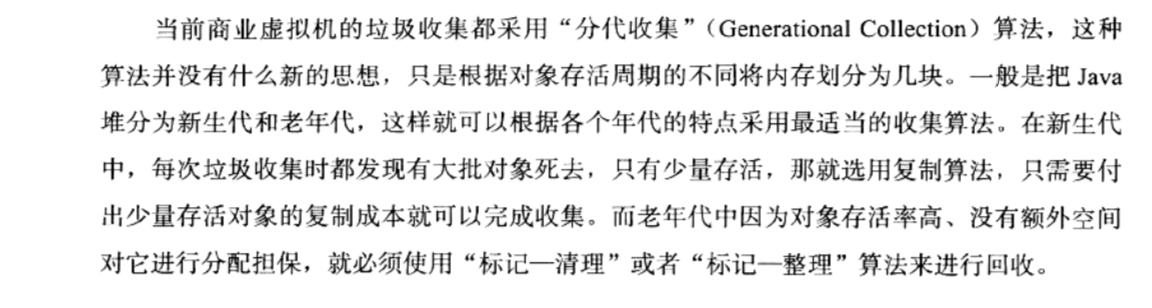 当前商业虚拟机的垃圾收集都采用“分代收集”（Generational Collection）算法，这种
算法并没有什么新的思想，只是根据对象存活周期的不同将内存划分为几块。一般是把 Java
堆分为新生代和老年代，这样就可以根据各个年代的特点采用最适当的收集算法。在新生代
中，每次垃圾收集时都发现有大批对象死去，只有少量存活，那就选用复制算法，只需要付
出少量存活对象的复制成本就可以完成收集。而老年代中因为对象存活率高、没有额外空间
对它进行分配担保，就必须使用“标记—清理”或者“标记—整理”算法来进行回收。